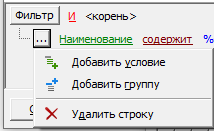 Фильтр И <корень>
... Наименование содержит %
Добавить условие
Добавить группу
Удалить строку